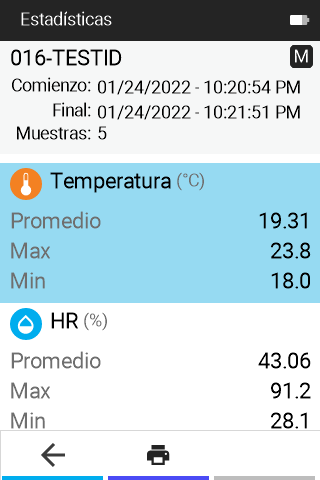 Estadísticas
016-TESTID M
Comienzo: 01/24/2022 - 10:20:54 PM
Final: 01/24/2022 - 10:21:51 PM
Muestras: 5
Temperatura (°C)
Promedio 19.31
Max 23.8
Min 18.0
HR (%)
Promedio 43.06
Max 91.2
Min 28.1